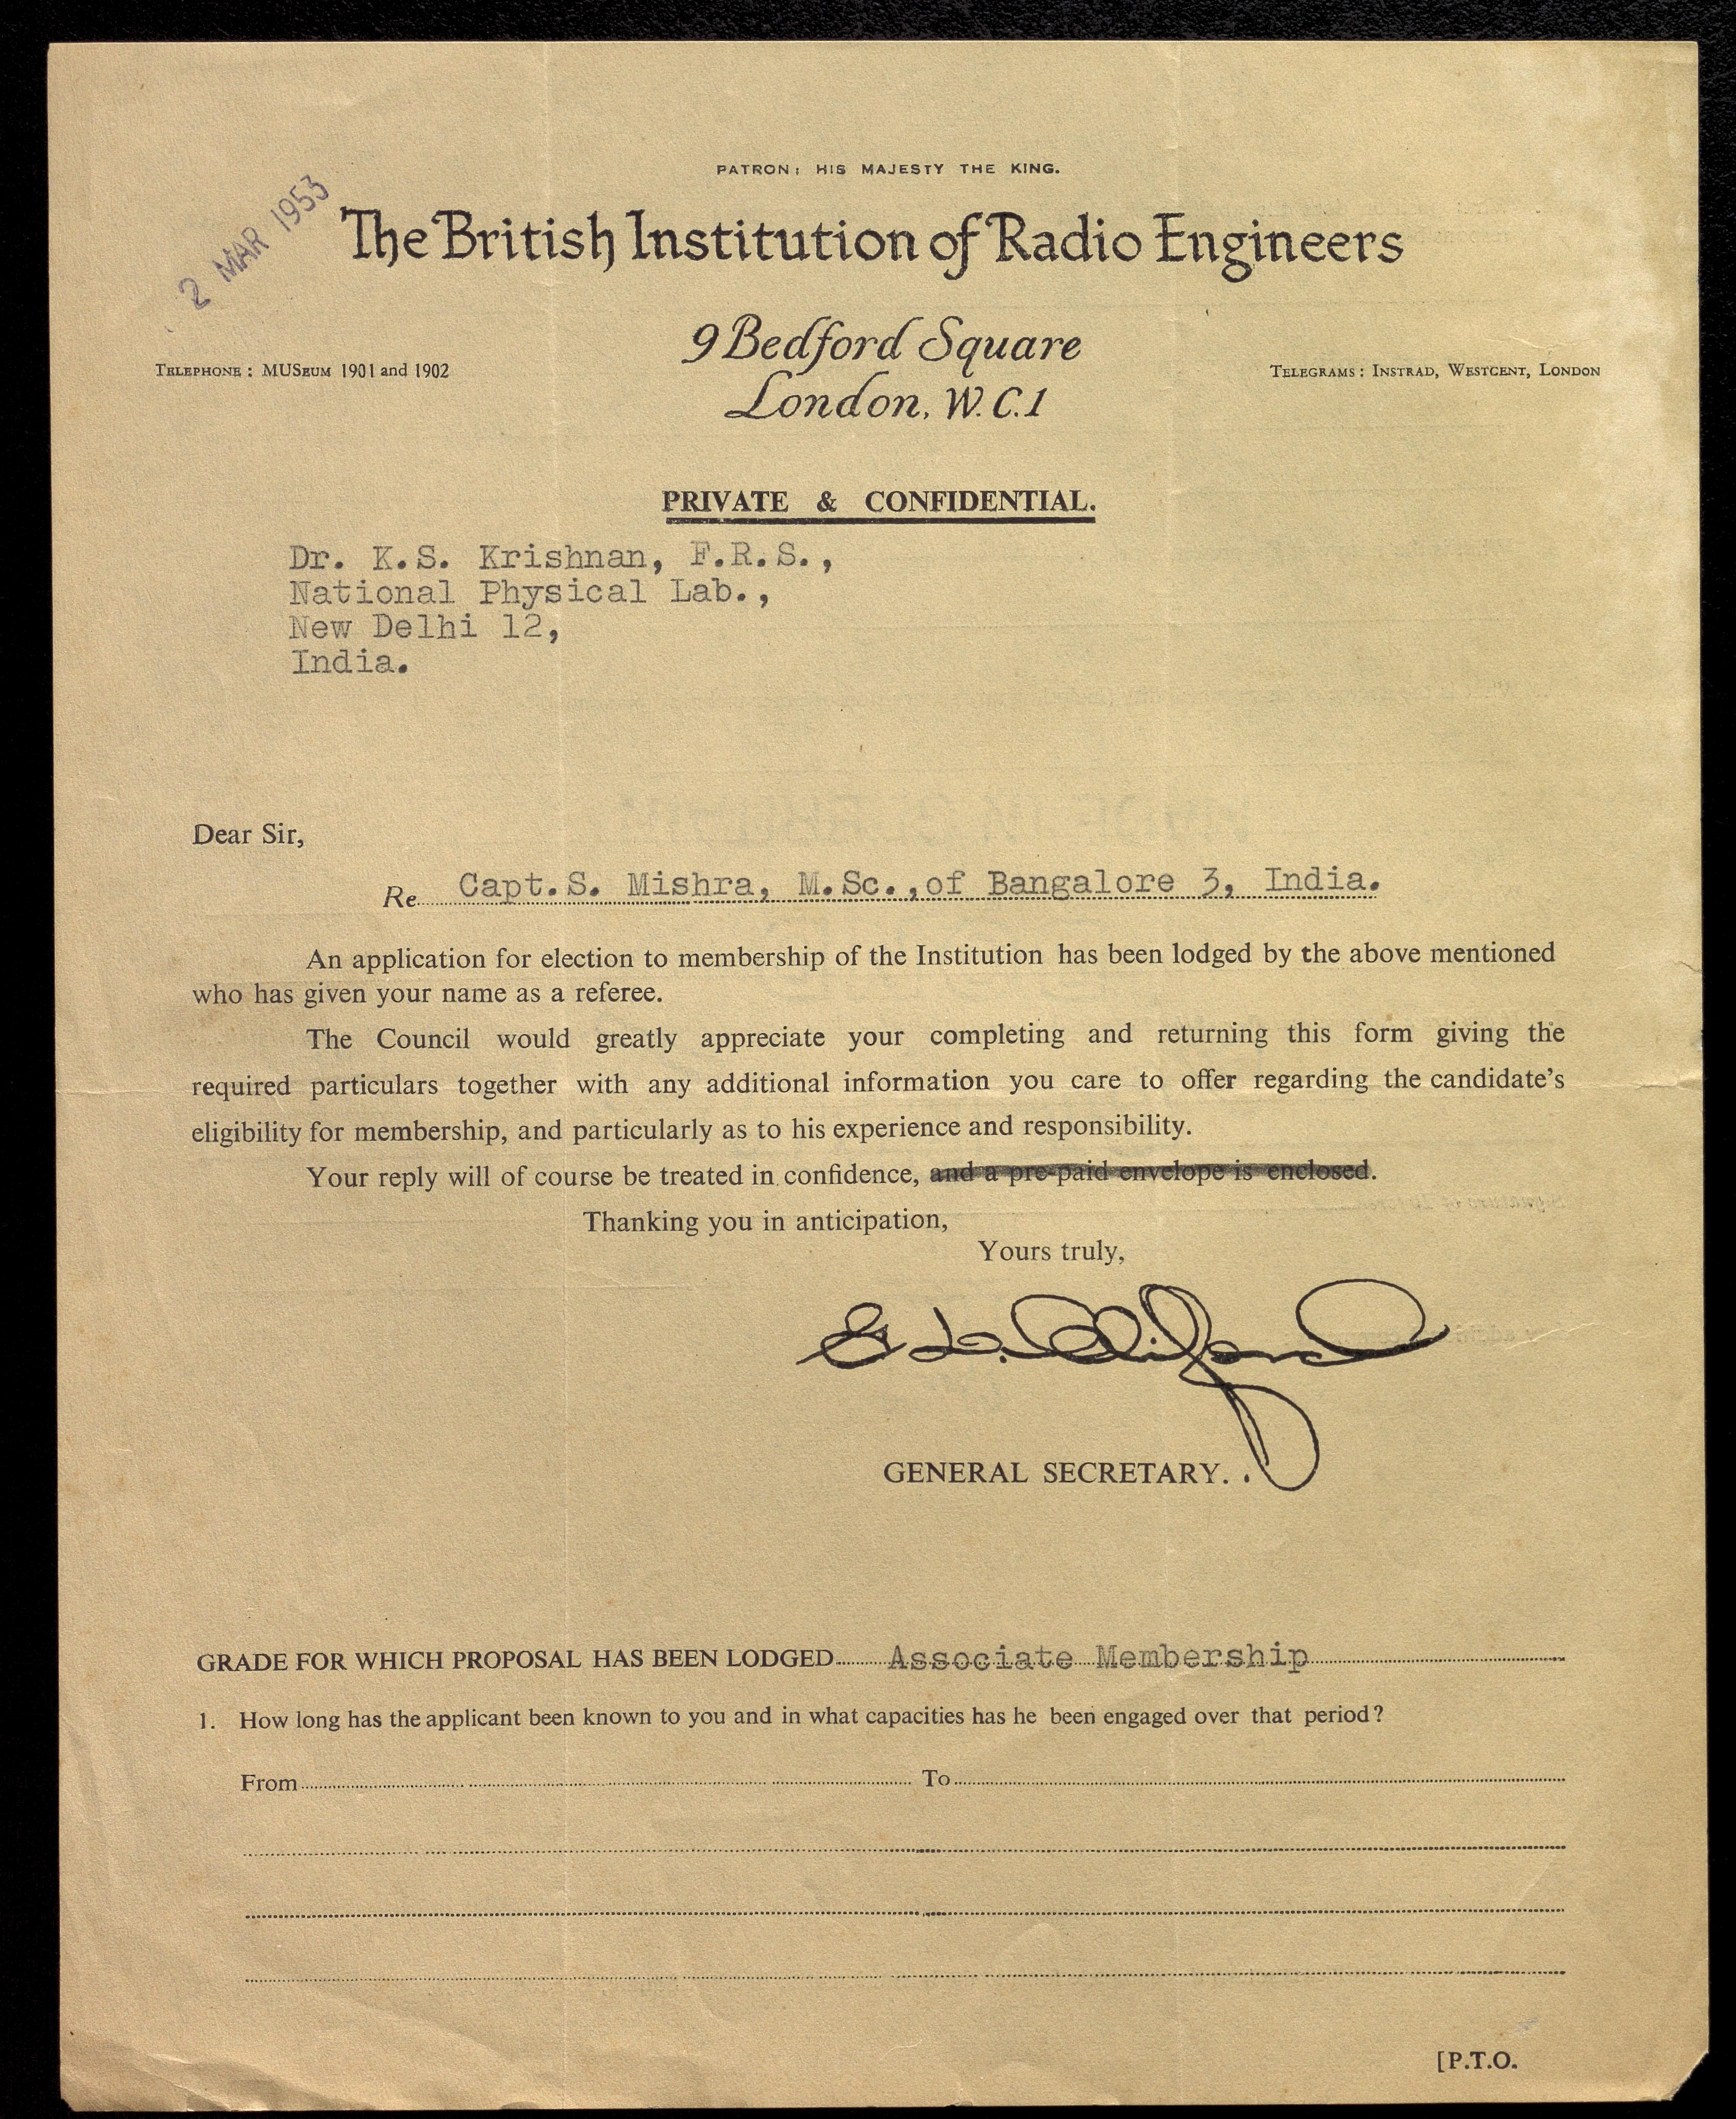 PATRON: HIS MAJESTY THE KING.
2 MAR 1953
The British Institution of Radio Engineers
9 Bedford Square
London, W.C.1
TELEPHONE: MUSEUM 1901 and 1902
TELEGRAMS: INSTRAD, WESTCENT, LONDON
PRIVATE & CONFIDENTIAL.
Dr. K.S. Krishnan, F.R.S.,
National Physical Lab.,
New Delhi 12,
India.
Dear Sir,
Re Capt.S. Mishra, M.Sc.,of Bangalore 3, India.
An application for election to membership of the Institution has been lodged by the above mentioned
who has given your name as a referee.
The Council would greatly appreciate your completing and returning this form giving the
required particulars together with any additional information you care to offer regarding the candidate's
eligibility for membership, and particularly as to his experience and responsibility.
Your reply will of course be treated in confidence, and a pre-paid envelope is enclosed.
Thanking you in anticipation,
Yours truly,
GENERAL SECRETARY.
GRADE FOR WHICH PROPOSAL HAS BEEN LODGED Associate Membership
1. How long has the applicant been known to you and in what capacities has he been engaged over that period?
From To
[P.T.O.